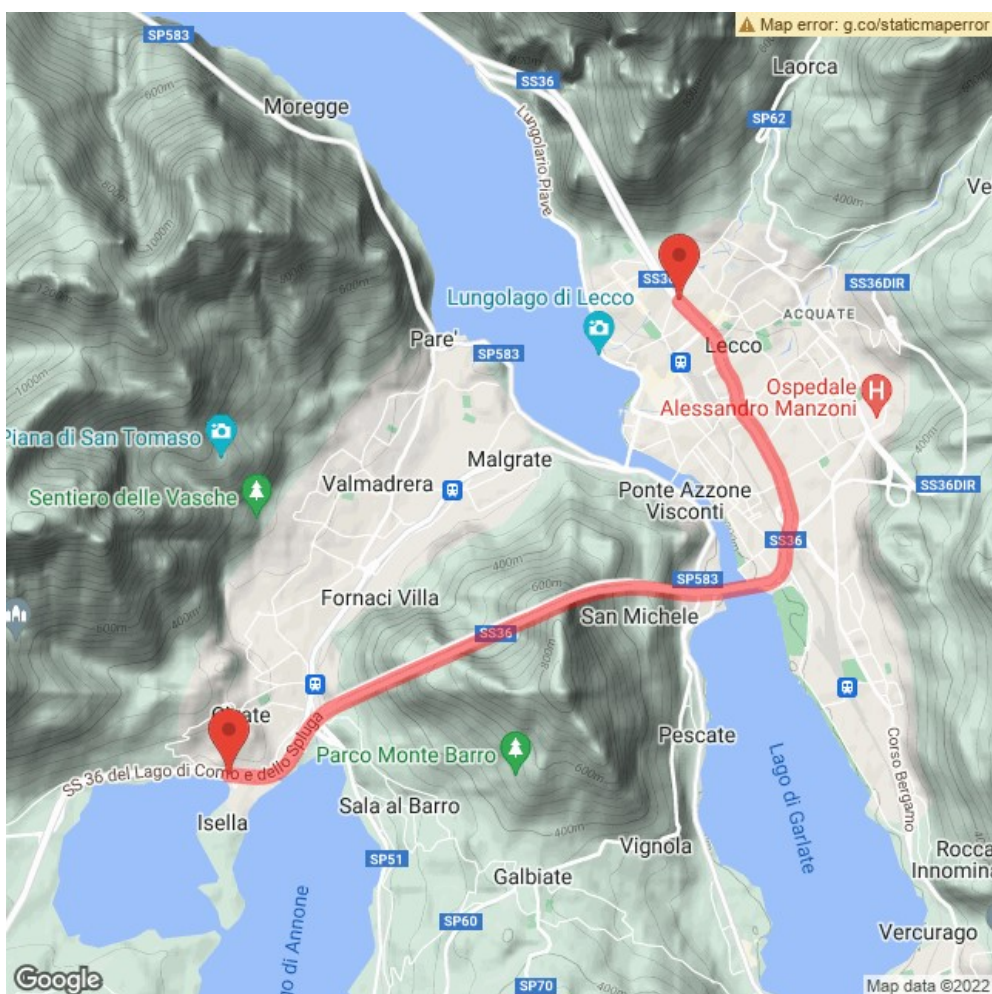 Map error: g.co/staticmaperror
SP583
Laorca
SS36
Moregge
SP62
Lungolario Piave
SS36DIR
Lungolago di Lecco
ACQUATE
Pare'
SP583
Lecco
Ospedale
Alessandro Manzoni
Piana di San Tomaso
Malgrate
Valmadrera
Sentiero delle Vasche
Ponte Azzone
Visconti
SS36DIR
SS36
SP583
Fornaci Villa
San Michele
SS36
SS 36 del Lago di Como e dello Spluga
Parco Monte Barro
Pescate
Corso Bergamo
Sala al Barro
Isella
Lago di Garlate
Vignola
SP51
Galbiate
Rocca
SP60
Vercurago
SP70
Google
Map data ©2022
600m
800m
1000m
400m